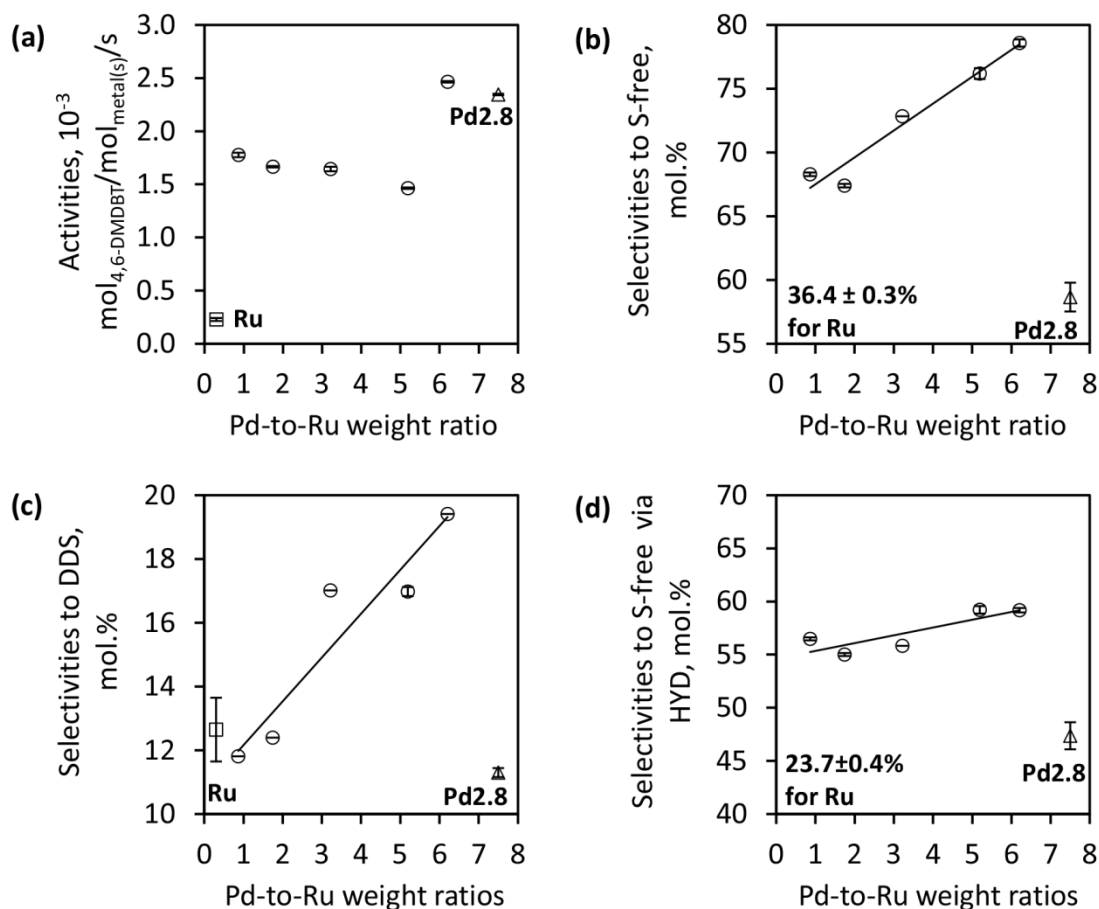 (a)
Activities, 10⁻³
mol4,6-DMDBT/molmetal(s)/s
3.0
2.5
2.0
1.5
1.0
0.5
0.0
Pd2.8
Ru
0 1 2 3 4 5 6 7 8
Pd-to-Ru weight ratio
(b)
Selectivities to S-free,
mol.%
80
75
70
65
60
55
36.4 ± 0.3%
for Ru
Pd2.8
0 1 2 3 4 5 6 7 8
Pd-to-Ru weight ratio
(c)
Selectivities to DDS,
mol.%
20
18
16
14
12
10
Ru
Pd2.8
0 1 2 3 4 5 6 7 8
Pd-to-Ru weight ratios
(d)
Selectivities to S-free via
HYD, mol.%
70
65
60
55
50
45
40
23.7±0.4%
for Ru
Pd2.8
0 1 2 3 4 5 6 7 8
Pd-to-Ru weight ratios